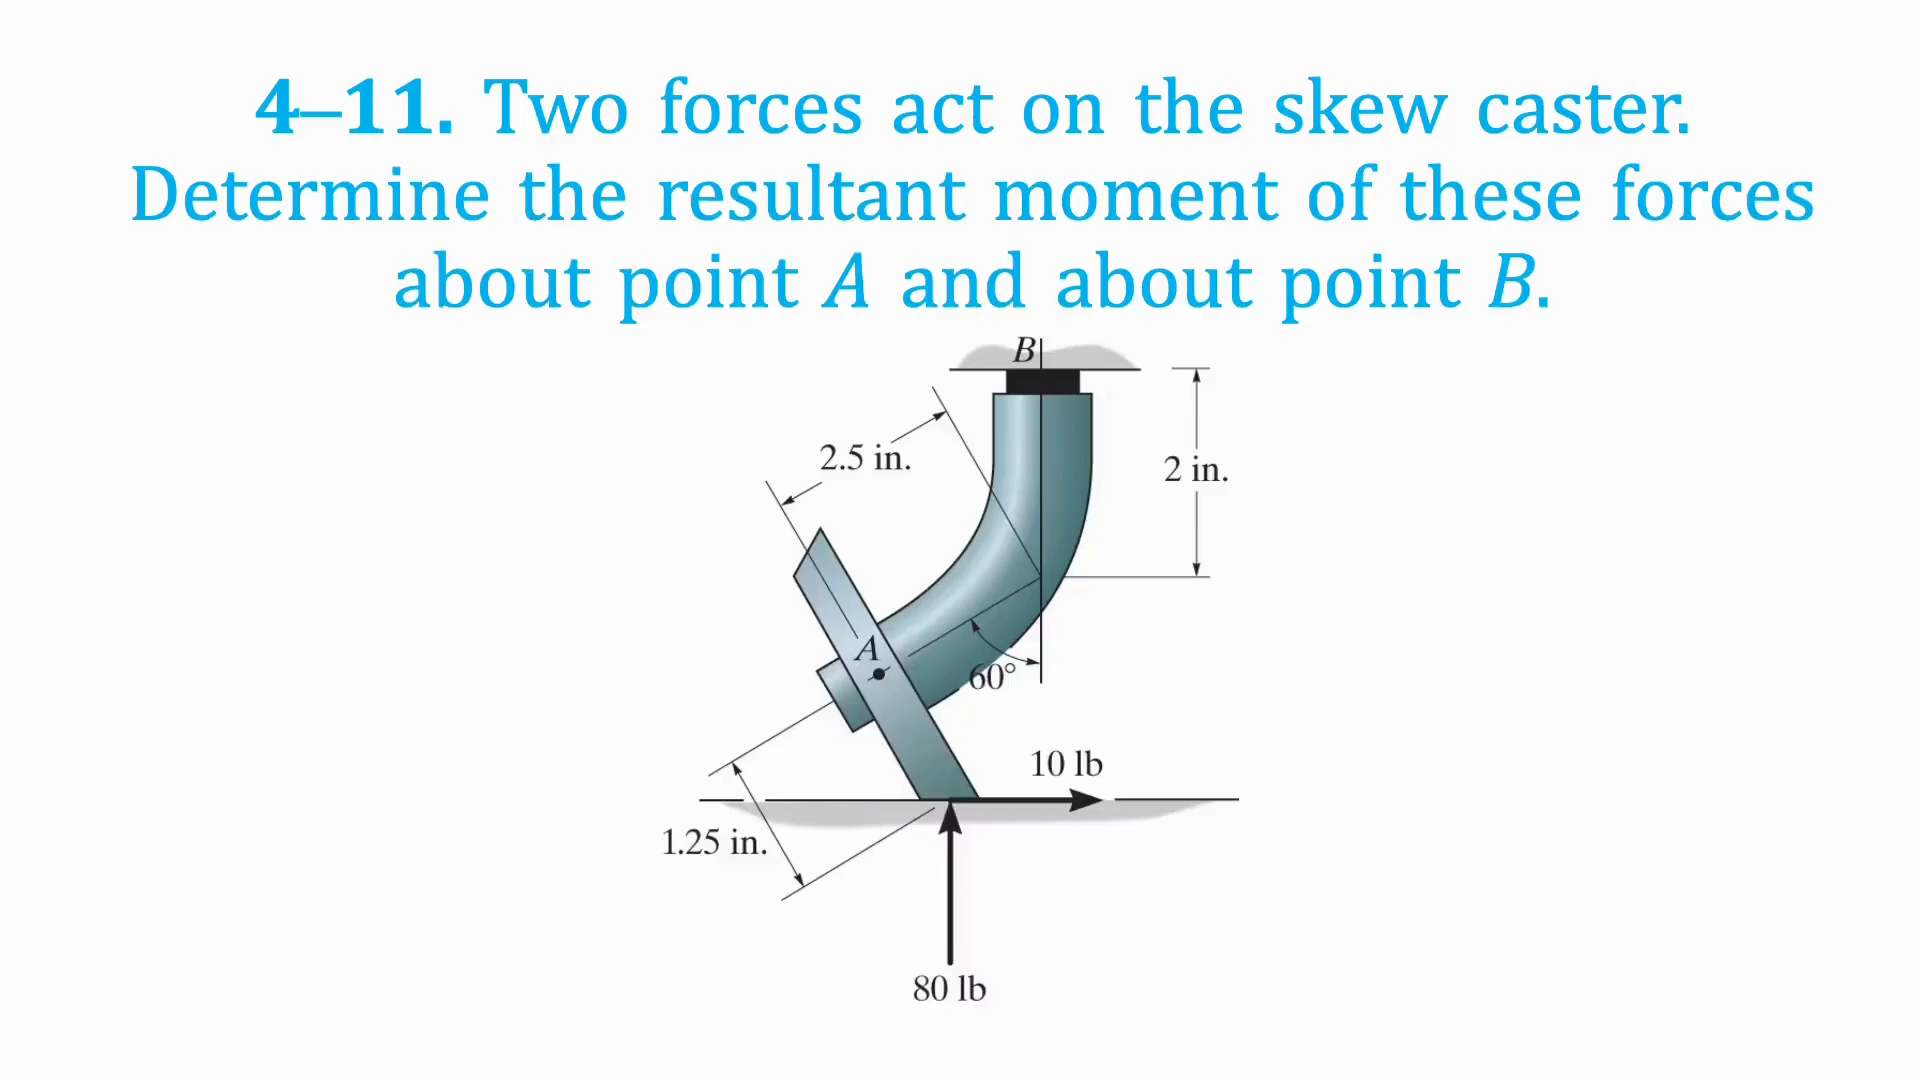 4–11. Two forces act on the skew caster.
Determine the resultant moment of these forces
about point A and about point B.
B
2.5 in.
2 in.
A
60°
10 lb
1.25 in.
80 lb